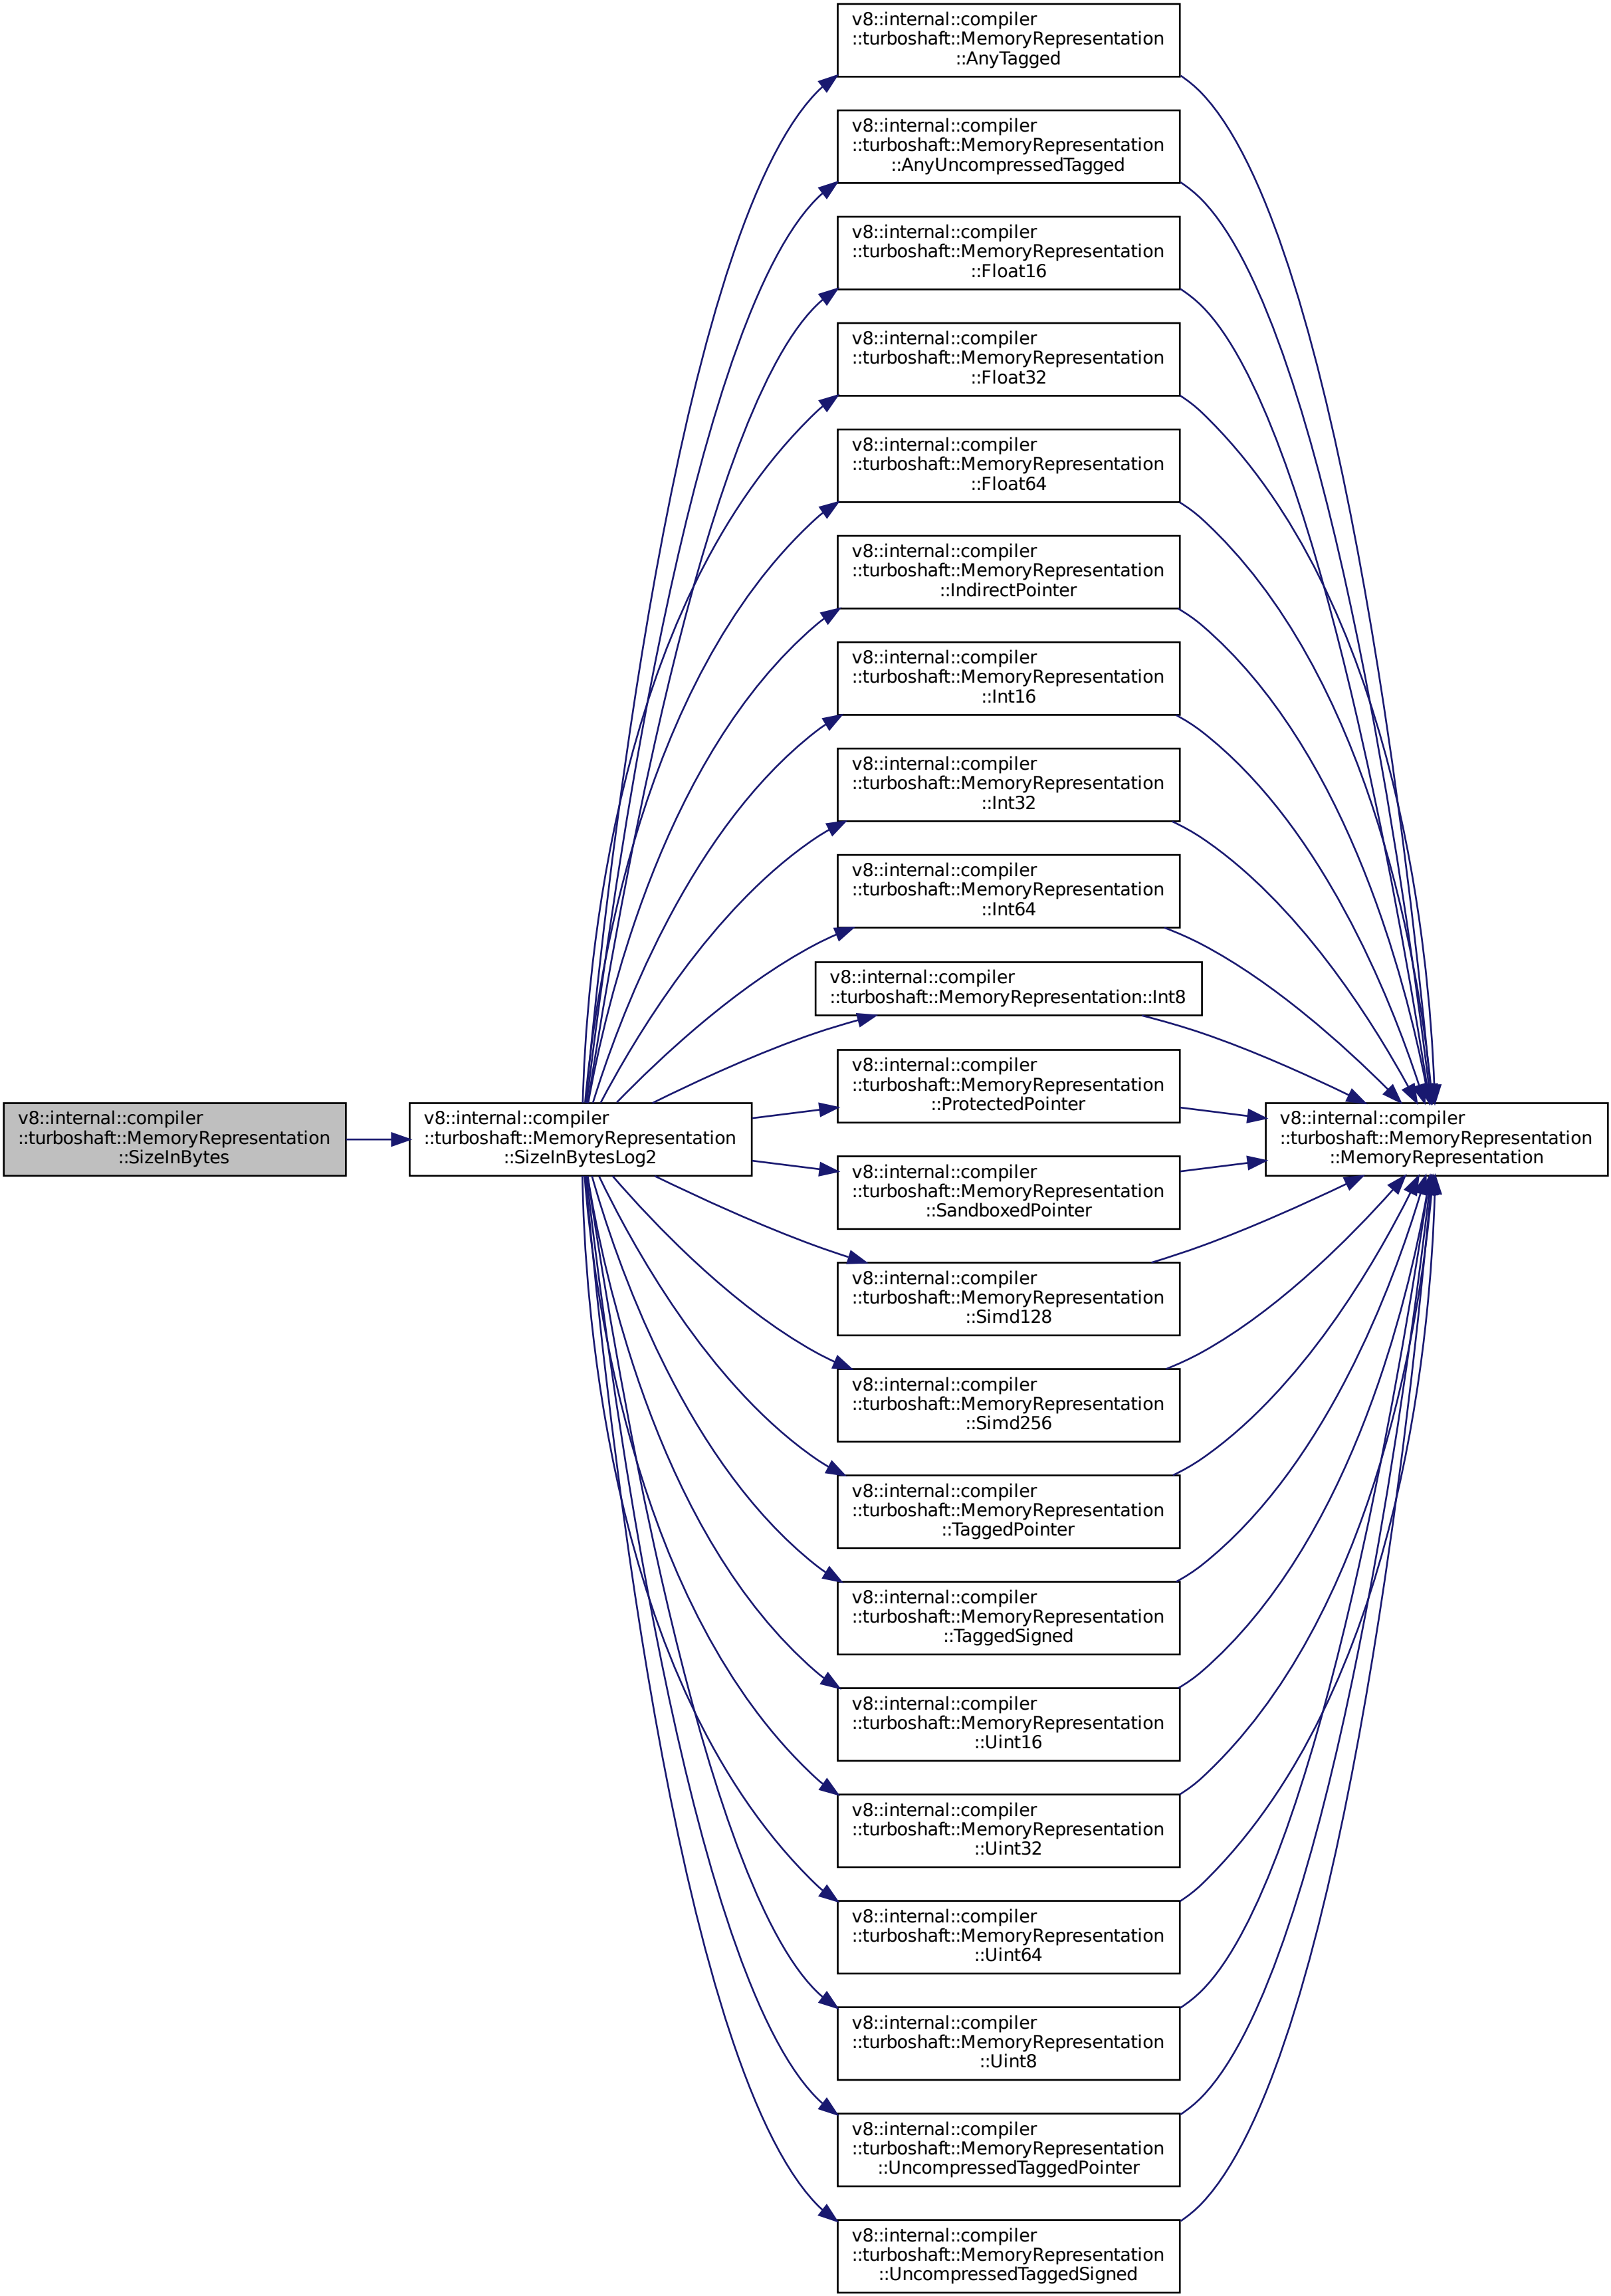 v8::internal::compiler
::turboshaft::MemoryRepresentation
::SizeInBytes
v8::internal::compiler
::turboshaft::MemoryRepresentation
::SizeInBytesLog2
v8::internal::compiler
::turboshaft::MemoryRepresentation
::AnyTagged
v8::internal::compiler
::turboshaft::MemoryRepresentation
::AnyUncompressedTagged
v8::internal::compiler
::turboshaft::MemoryRepresentation
::Float16
v8::internal::compiler
::turboshaft::MemoryRepresentation
::Float32
v8::internal::compiler
::turboshaft::MemoryRepresentation
::Float64
v8::internal::compiler
::turboshaft::MemoryRepresentation
::IndirectPointer
v8::internal::compiler
::turboshaft::MemoryRepresentation
::Int16
v8::internal::compiler
::turboshaft::MemoryRepresentation
::Int32
v8::internal::compiler
::turboshaft::MemoryRepresentation
::Int64
v8::internal::compiler
::turboshaft::MemoryRepresentation::Int8
v8::internal::compiler
::turboshaft::MemoryRepresentation
::ProtectedPointer
v8::internal::compiler
::turboshaft::MemoryRepresentation
::SandboxedPointer
v8::internal::compiler
::turboshaft::MemoryRepresentation
::Simd128
v8::internal::compiler
::turboshaft::MemoryRepresentation
::Simd256
v8::internal::compiler
::turboshaft::MemoryRepresentation
::TaggedPointer
v8::internal::compiler
::turboshaft::MemoryRepresentation
::TaggedSigned
v8::internal::compiler
::turboshaft::MemoryRepresentation
::Uint16
v8::internal::compiler
::turboshaft::MemoryRepresentation
::Uint32
v8::internal::compiler
::turboshaft::MemoryRepresentation
::Uint64
v8::internal::compiler
::turboshaft::MemoryRepresentation
::Uint8
v8::internal::compiler
::turboshaft::MemoryRepresentation
::UncompressedTaggedPointer
v8::internal::compiler
::turboshaft::MemoryRepresentation
::UncompressedTaggedSigned
v8::internal::compiler
::turboshaft::MemoryRepresentation
::MemoryRepresentation